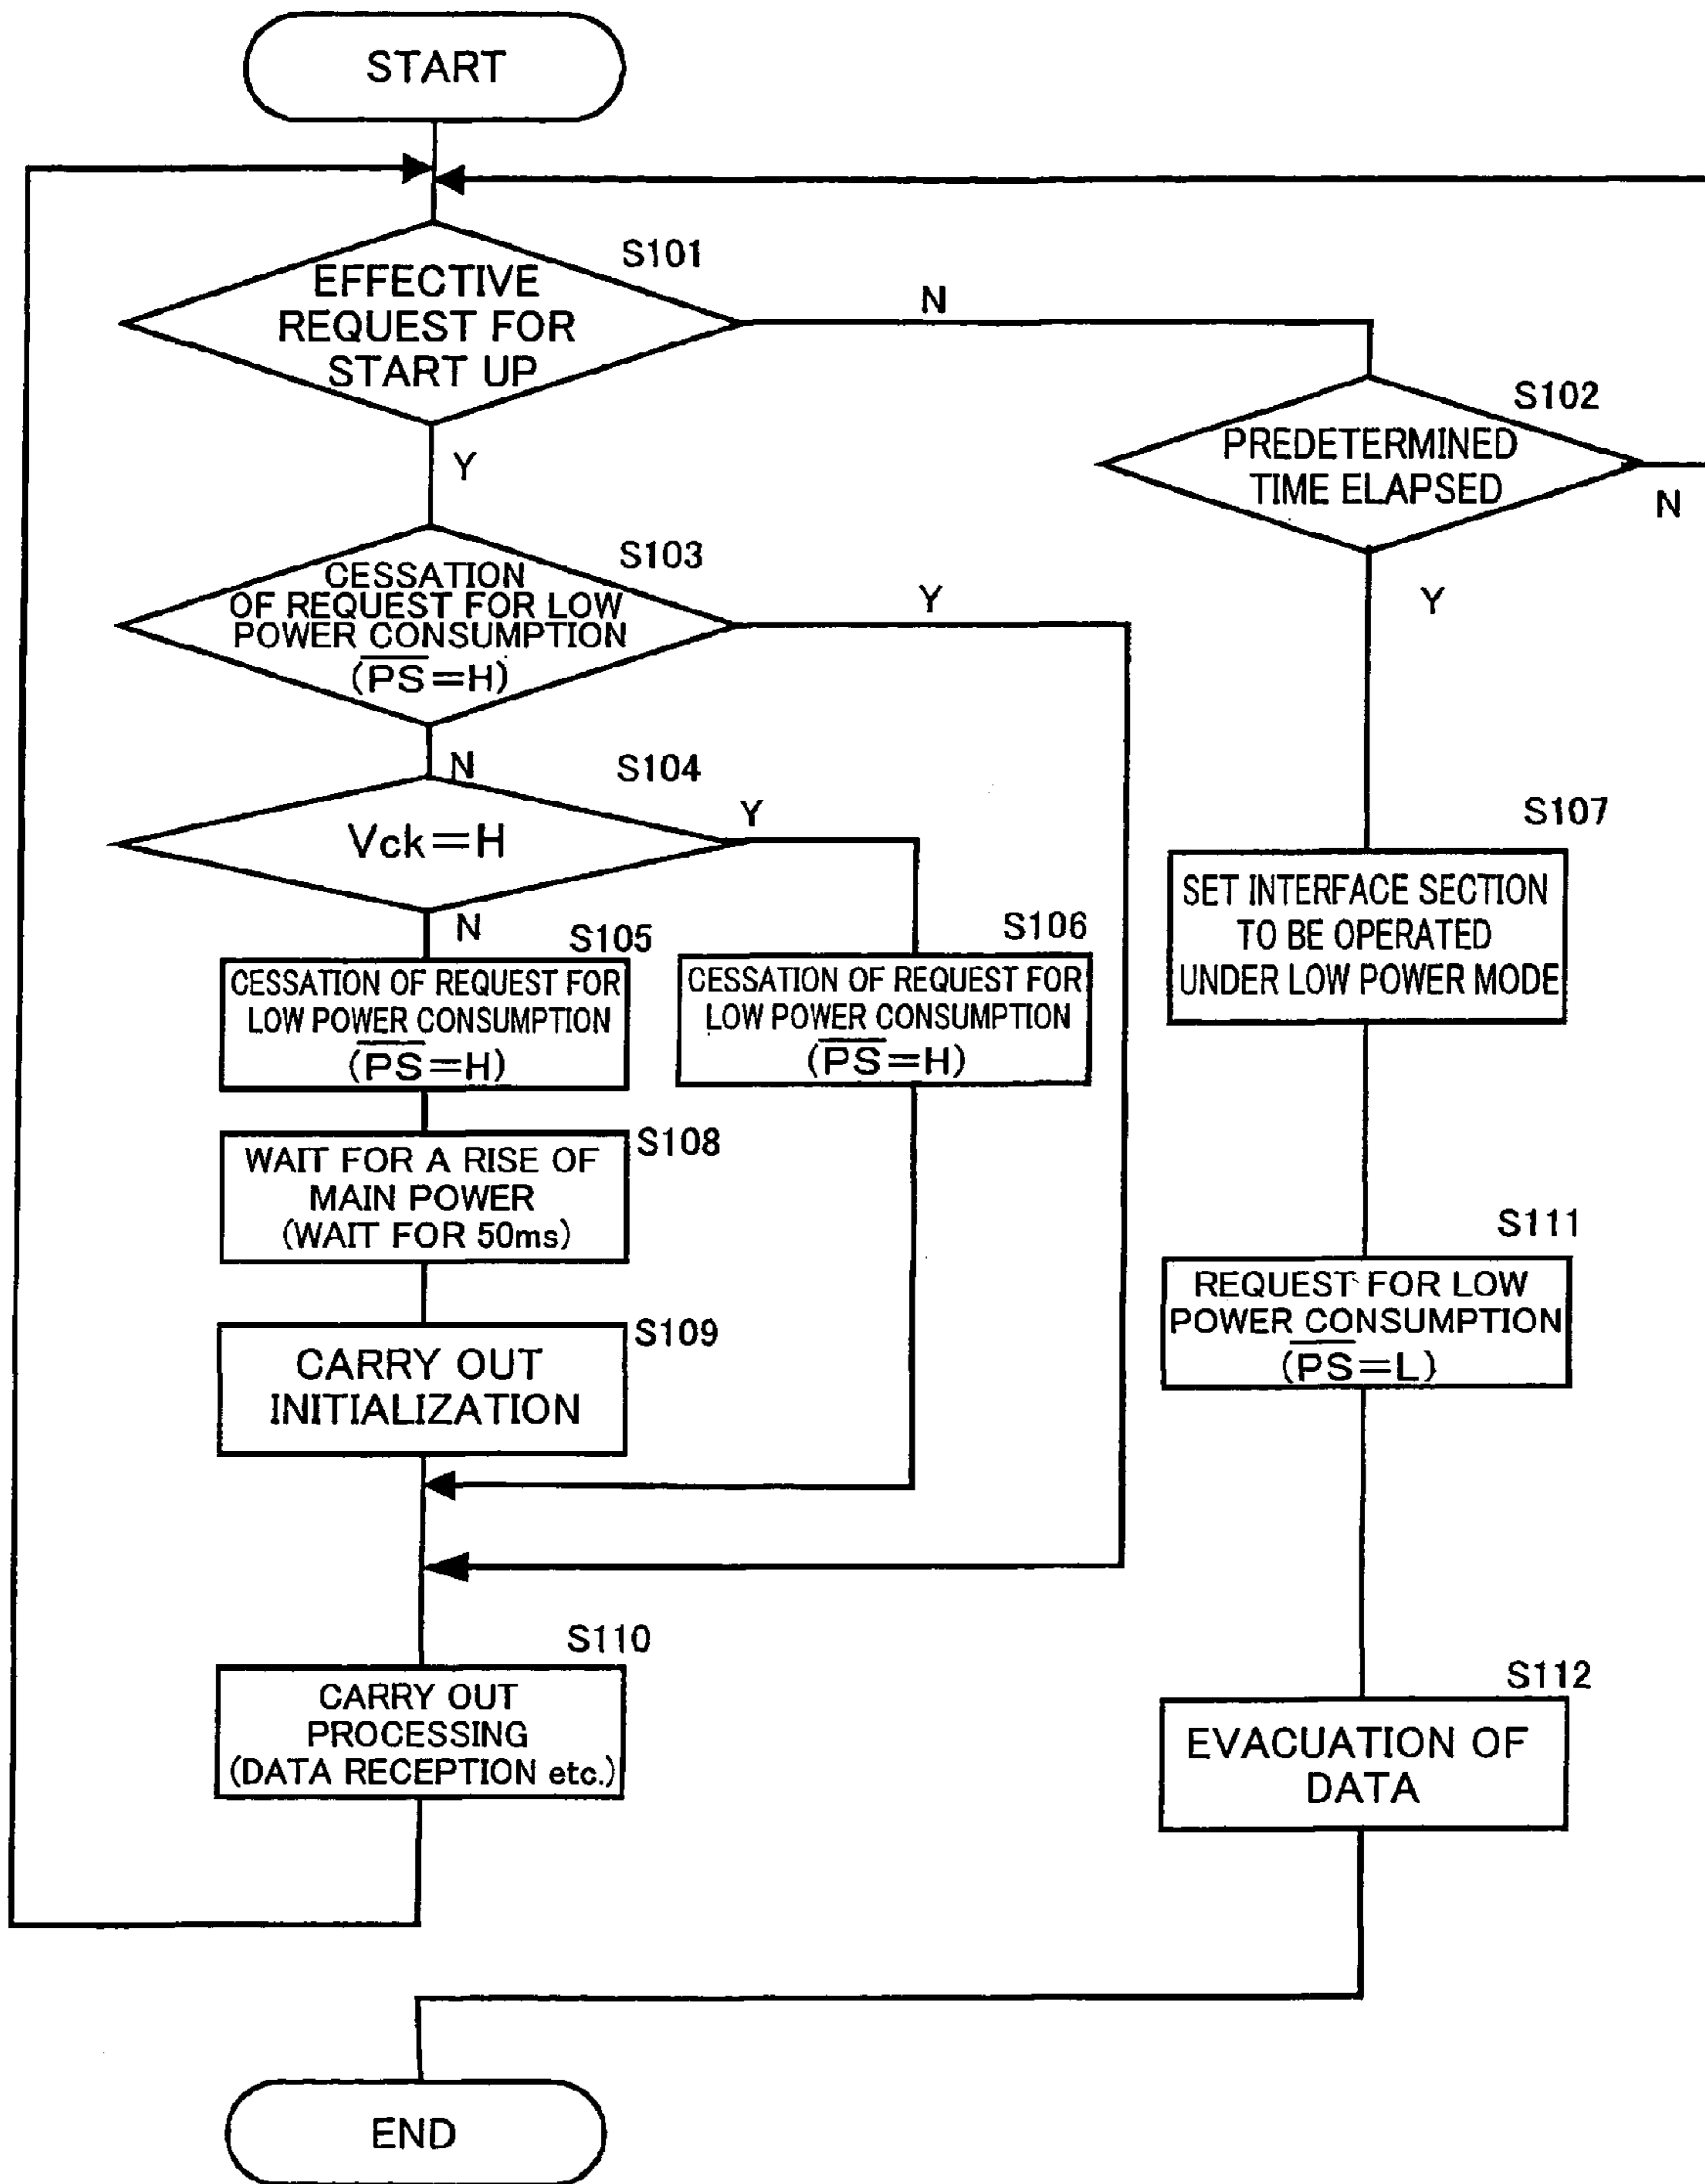 START
S101
EFFECTIVE
REQUEST FOR
START UP
N
Y
S102
PREDETERMINED
TIME ELAPSED
N
Y
S103
CESSATION
OF REQUEST FOR LOW
POWER CONSUMPTION
(P̅S̅=H)
Y
N
S104
Vck=H
Y
N
S105
CESSATION OF REQUEST FOR
LOW POWER CONSUMPTION
(P̅S̅=H)
S106
CESSATION OF REQUEST FOR
LOW POWER CONSUMPTION
(P̅S̅=H)
S107
SET INTERFACE SECTION
TO BE OPERATED
UNDER LOW POWER MODE
S108
WAIT FOR A RISE OF
MAIN POWER
(WAIT FOR 50ms)
S109
CARRY OUT
INITIALIZATION
S111
REQUEST FOR LOW
POWER CONSUMPTION
(P̅S̅=L)
S110
CARRY OUT
PROCESSING
(DATA RECEPTION etc.)
S112
EVACUATION OF
DATA
END